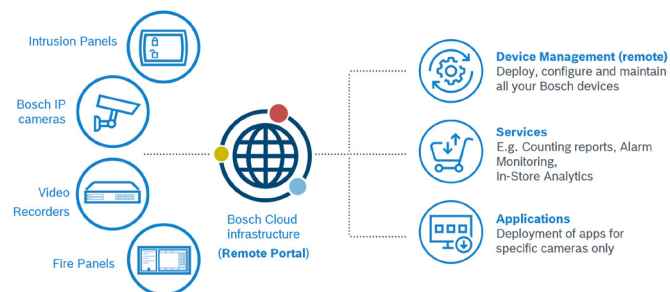 Intrusion Panels
Bosch IP
cameras
Video
Recorders
Fire Panels
Bosch Cloud
infrastructure
(Remote Portal)
Device Management (remote)
Deploy, configure and maintain
all your Bosch devices
Services
E.g. Counting reports, Alarm
Monitoring,
In-Store Analytics
Applications
Deployment of apps for
specific cameras only